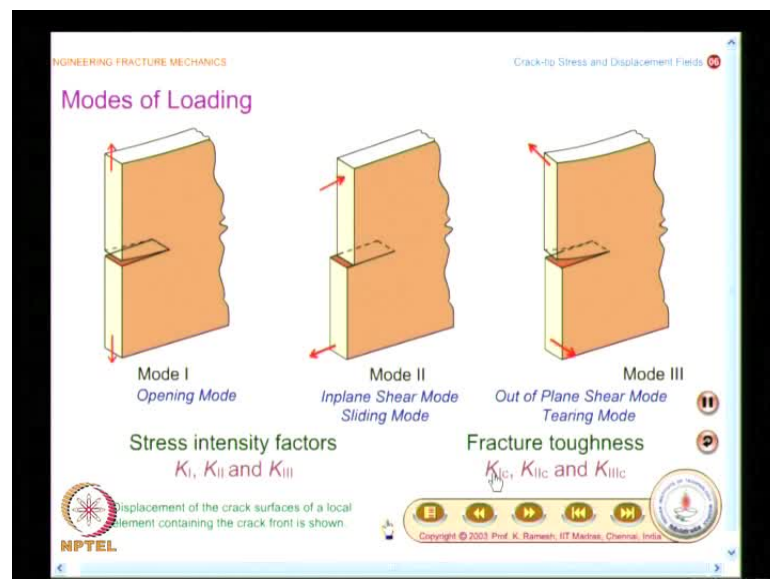 NGINEERING FRACTURE MECHANICS
Crack-tip Stress and Displacement Fields 06
Modes of Loading
Mode I
Opening Mode
Mode II
Inplane Shear Mode
Sliding Mode
Mode III
Out of Plane Shear Mode
Tearing Mode
Stress intensity factors
KI, KII and KIII
Fracture toughness
KIc, KIIc and KIIIc
Displacement of the crack surfaces of a local
element containing the crack front is shown.
NPTEL
Copyright © 2003 Prof. K. Ramesh, IIT Madras, Chennai, India